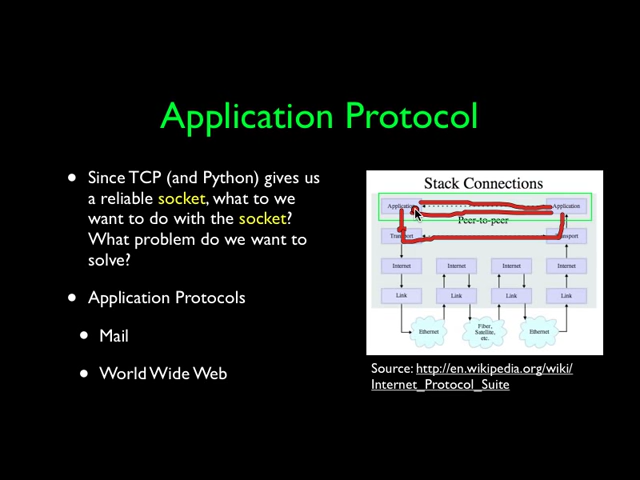 Application Protocol
• Since TCP (and Python) gives us
a reliable socket, what to we
want to do with the socket?
What problem do we want to
solve?
• Application Protocols
• Mail
• World Wide Web
Stack Connections
Application Application
Peer-to-peer
Transport Transport
Internet Internet Internet Internet
Link Link Link Link
Ethernet Fiber, Ethernet
Satellite,
etc.
Source: http://en.wikipedia.org/wiki/
Internet_Protocol_Suite